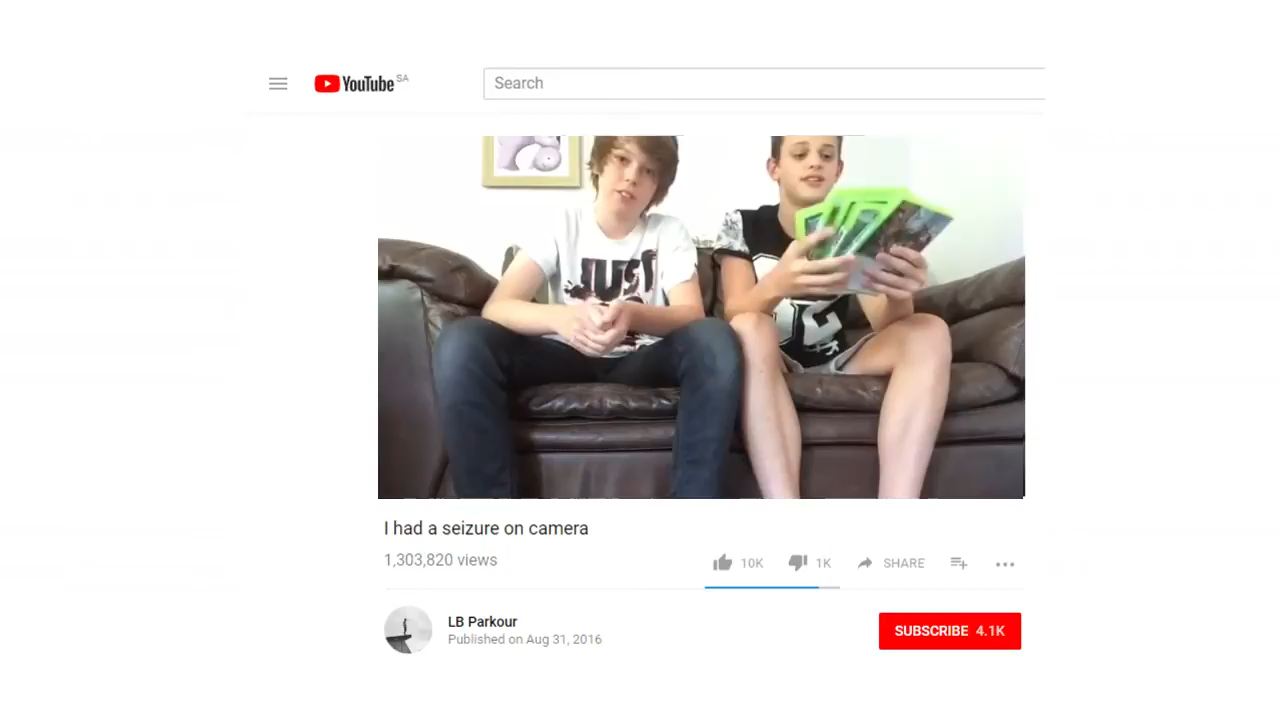 YouTube SA
Search
JUST
I had a seizure on camera
1,303,820 views
10K
1K
SHARE
LB Parkour
Published on Aug 31, 2016
SUBSCRIBE 4.1K